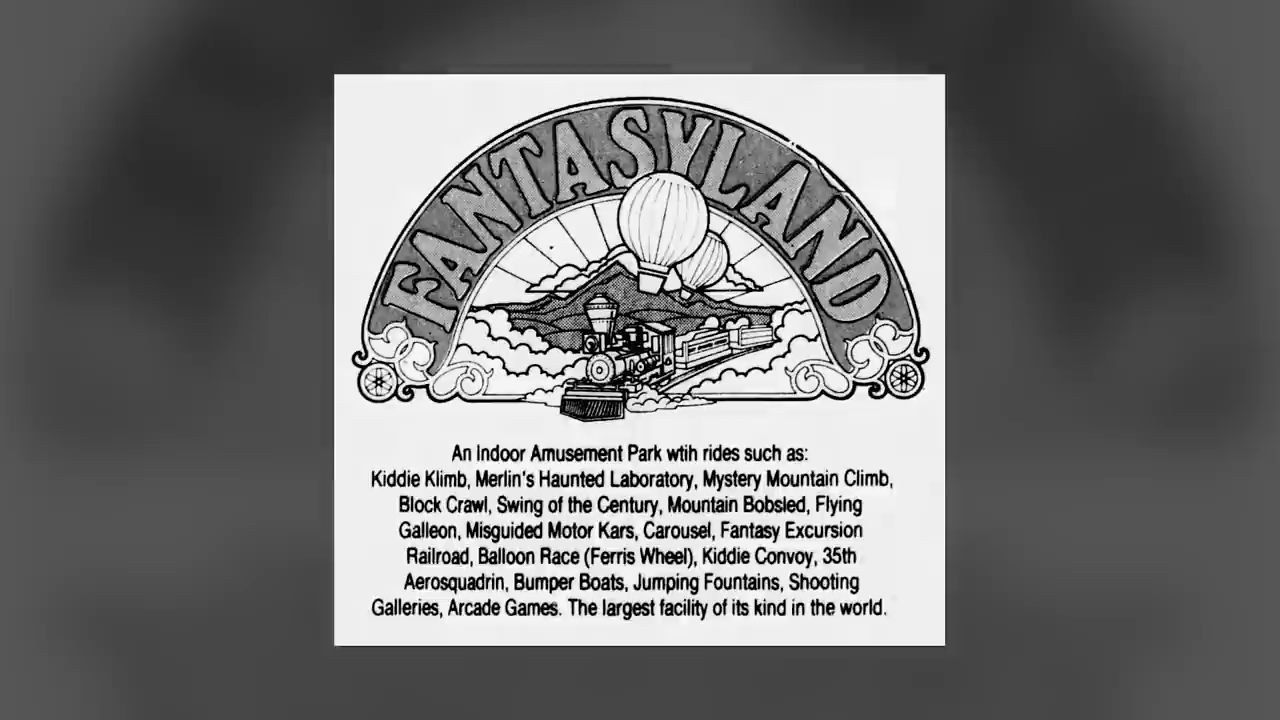 FANTASYLAND
An Indoor Amusement Park wtih rides such as:
Kiddie Klimb, Merlin's Haunted Laboratory, Mystery Mountain Climb,
Block Crawl, Swing of the Century, Mountain Bobsled, Flying
Galleon, Misguided Motor Kars, Carousel, Fantasy Excursion
Railroad, Balloon Race (Ferris Wheel), Kiddie Convoy, 35th
Aerosquadrin, Bumper Boats, Jumping Fountains, Shooting
Galleries, Arcade Games. The largest facility of its kind in the world.